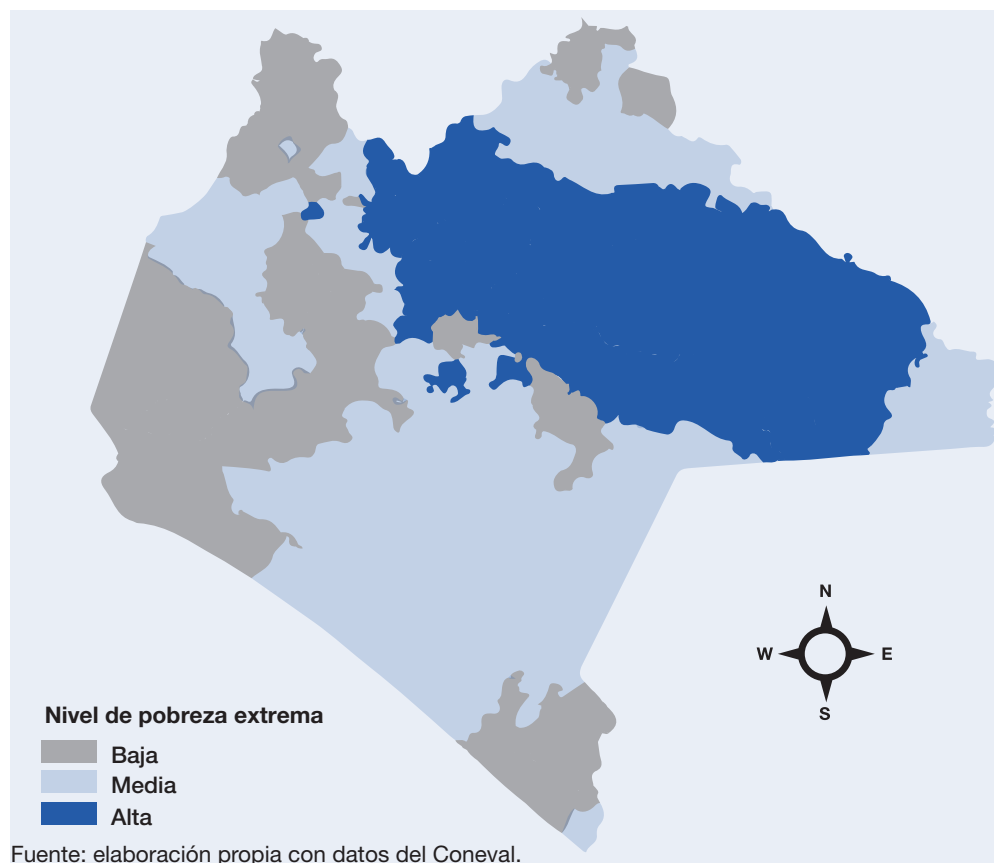 N
W E
S
Nivel de pobreza extrema
Baja
Media
Alta
Fuente: elaboración propia con datos del Coneval.